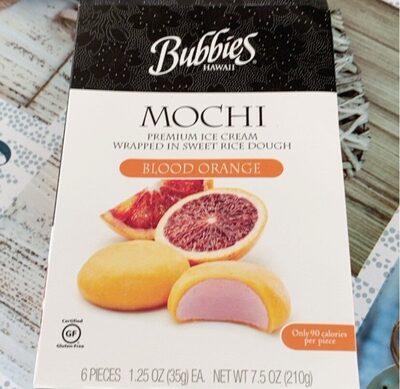 Bubbies
HAWAII
MOCHI
PREMIUM ICE CREAM
WRAPPED IN SWEET RICE DOUGH
BLOOD ORANGE
Only 90 calories
per piece
Certified
GF
Gluten-Free
6 PIECES 1.25 OZ (35g) EA. NET WT 7.5 OZ (210g)